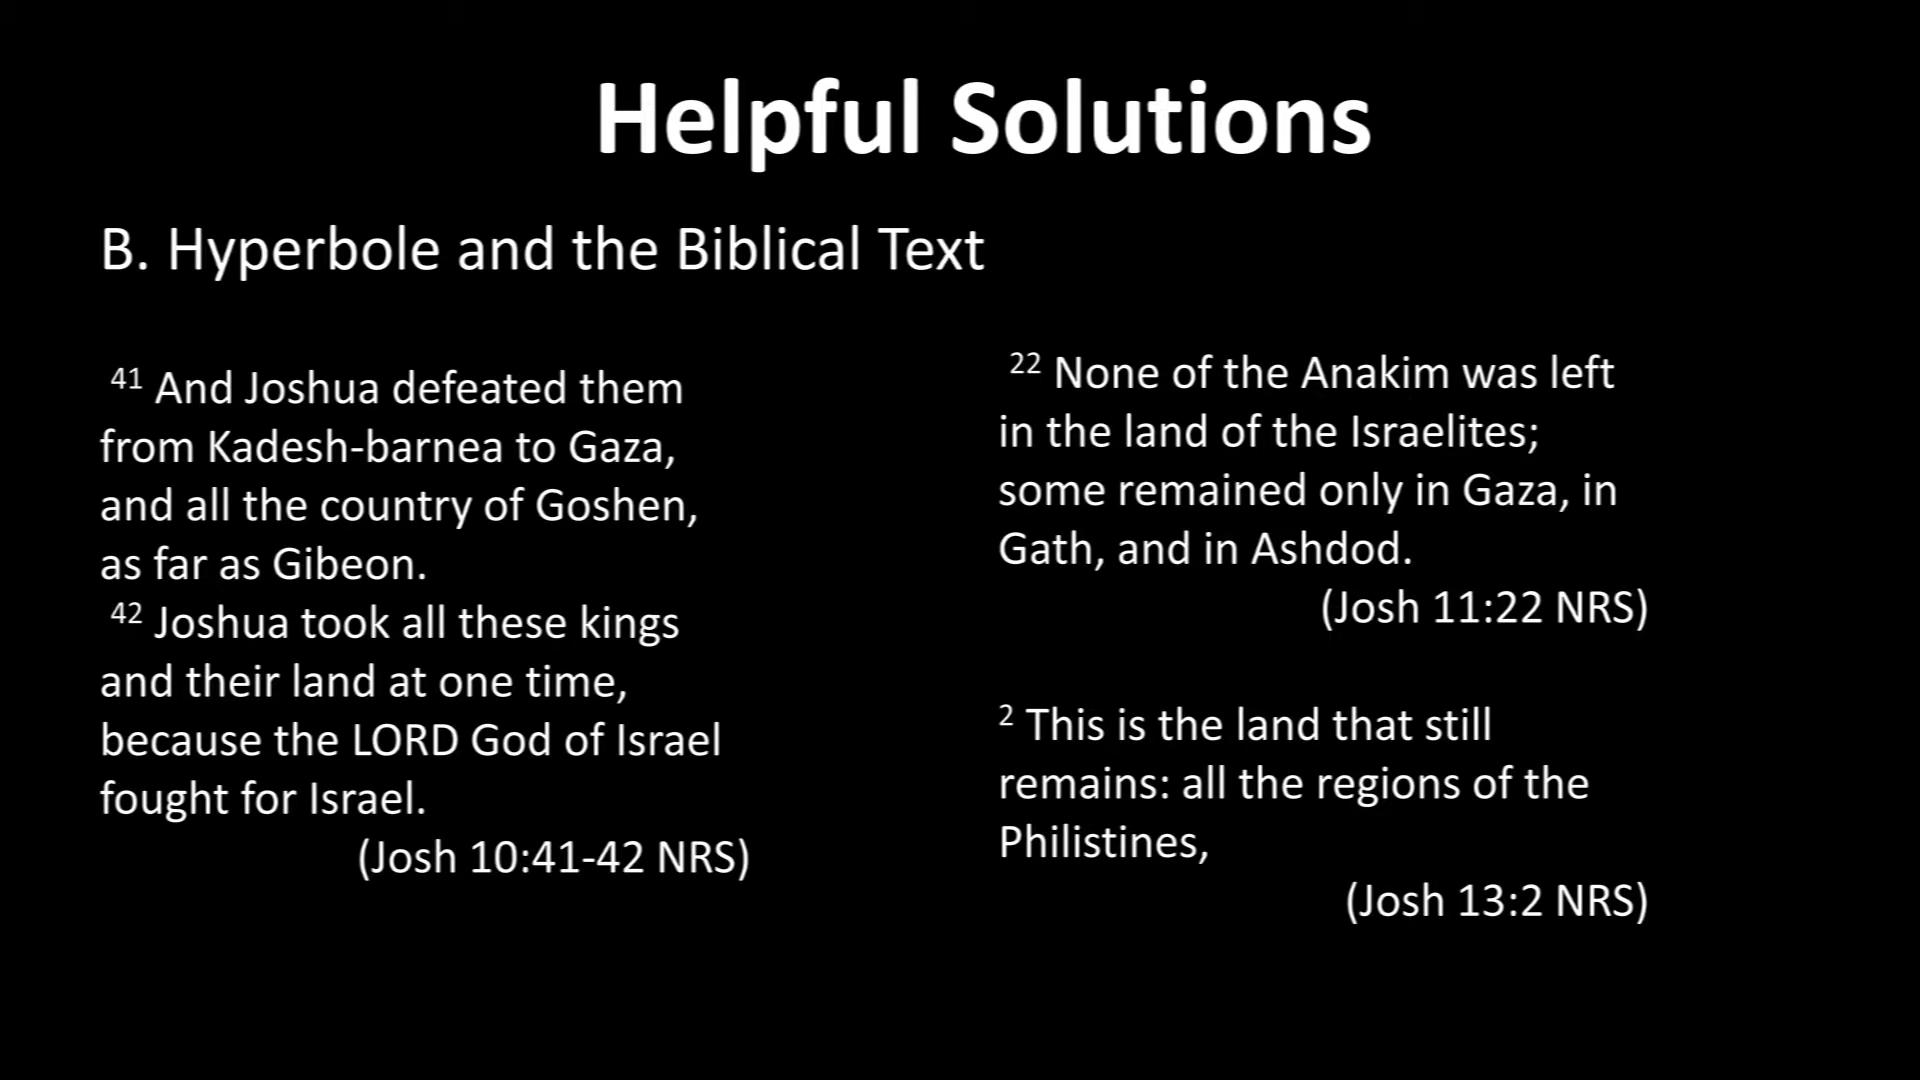 Helpful Solutions
B. Hyperbole and the Biblical Text
41 And Joshua defeated them
from Kadesh-barnea to Gaza,
and all the country of Goshen,
as far as Gibeon.
42 Joshua took all these kings
and their land at one time,
because the LORD God of Israel
fought for Israel.
(Josh 10:41-42 NRS)
22 None of the Anakim was left
in the land of the Israelites;
some remained only in Gaza, in
Gath, and in Ashdod.
(Josh 11:22 NRS)
2 This is the land that still
remains: all the regions of the
Philistines,
(Josh 13:2 NRS)